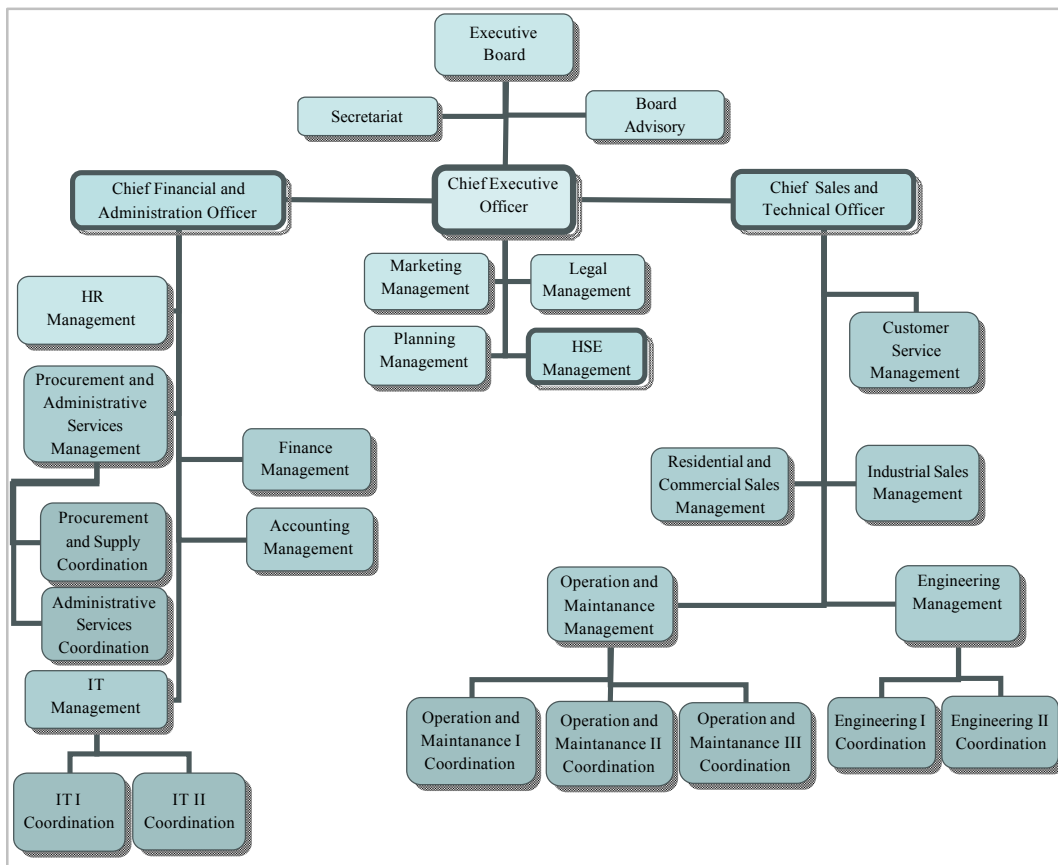 Executive
Board
Secretariat
Board
Advisory
Chief Financial and
Administration Officer
Chief Executive
Officer
Chief Sales and
Technical Officer
Marketing
Management
Legal
Management
HR
Management
Planning
Management
HSE
Management
Customer
Service
Management
Procurement and
Administrative
Services
Management
Finance
Management
Residential and
Commercial Sales
Management
Industrial Sales
Management
Procurement
and Supply
Coordination
Accounting
Management
Administrative
Services
Coordination
Operation and
Maintanance
Management
Engineering
Management
IT
Management
Operation and
Maintanance I
Coordination
Operation and
Maintanance II
Coordination
Operation and
Maintanance III
Coordination
Engineering I
Coordination
Engineering II
Coordination
IT I
Coordination
IT II
Coordination